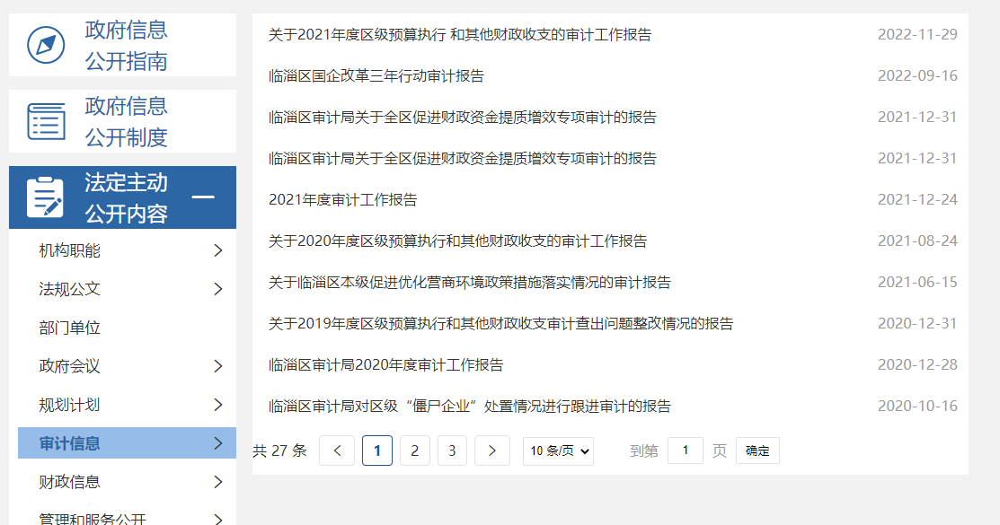 政府信息
公开指南
政府信息
公开制度
法定主动
公开内容
机构职能
法规公文
部门单位
政府会议
规划计划
审计信息
财政信息
管理和服务公开
关于2021年度区级预算执行 和其他财政收支的审计工作报告 2022-11-29
临淄区国企改革三年行动审计报告 2022-09-16
临淄区审计局关于全区促进财政资金提质增效专项审计的报告 2021-12-31
临淄区审计局关于全区促进财政资金提质增效专项审计的报告 2021-12-31
2021年度审计工作报告 2021-12-24
关于2020年度区级预算执行和其他财政收支的审计工作报告 2021-08-24
关于临淄区本级促进优化营商环境政策措施落实情况的审计报告 2021-06-15
关于2019年度区级预算执行和其他财政收支审计查出问题整改情况的报告 2020-12-31
临淄区审计局2020年度审计工作报告 2020-12-28
临淄区审计局对区级“僵尸企业”处置情况进行跟进审计的报告 2020-10-16
共 27 条 1 2 3 10 条/页 到第 1 页 确定